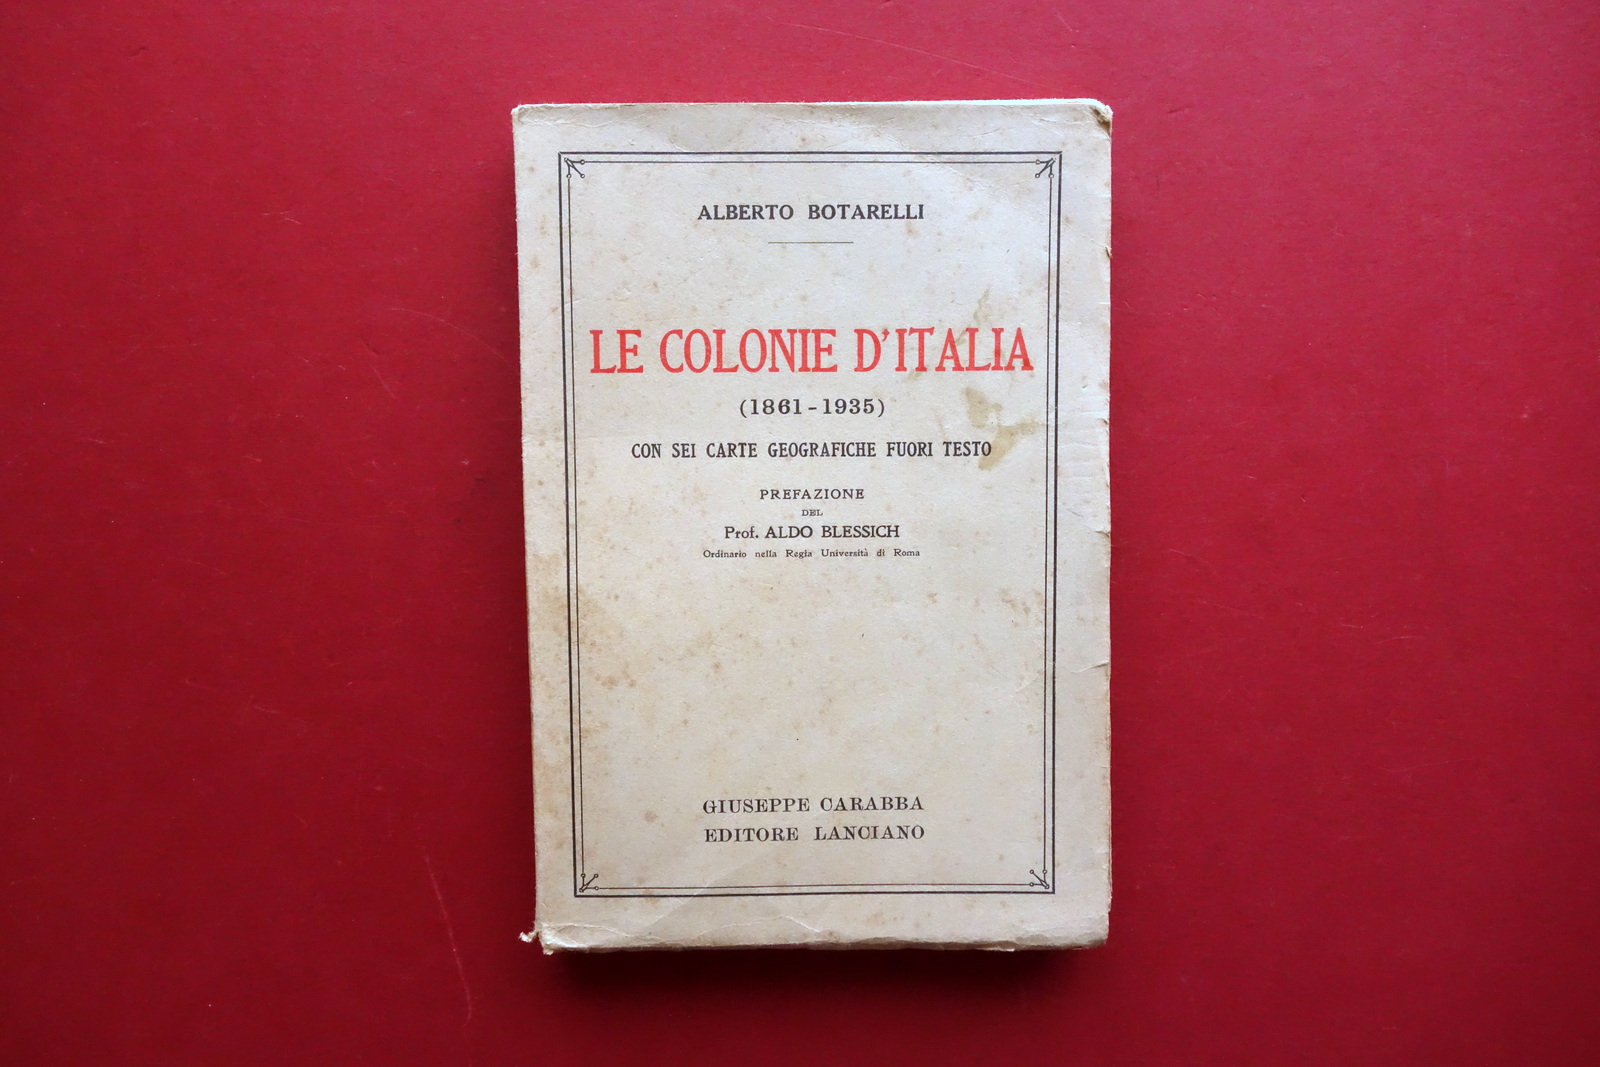 ALBERTO BOTARELLI
LE COLONIE D'ITALIA
(1861-1935)
CON SEI CARTE GEOGRAFICHE FUORI TESTO
PREFAZIONE
DEL
Prof. ALDO BLESSICH
Ordinario nella Regia Università di Roma
GIUSEPPE CARABBA
EDITORE LANCIANO